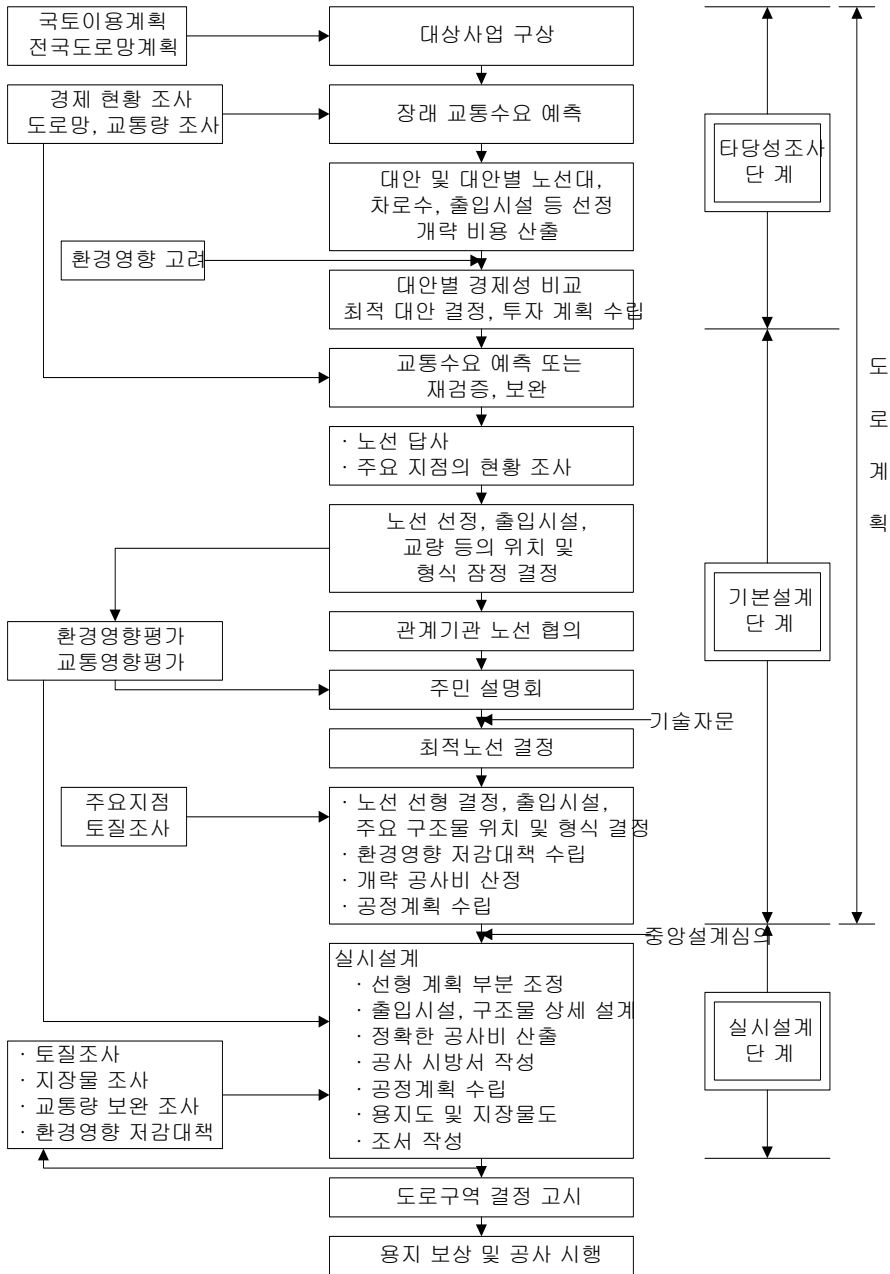 국토이용계획
전국도로망계획
대상사업 구상
경제 현황 조사
도로망, 교통량 조사
장래 교통수요 예측
타당성조사
단 계
대안 및 대안별 노선대,
차로수, 출입시설 등 선정
개략 비용 산출
환경영향 고려
대안별 경제성 비교
최적 대안 결정, 투자 계획 수립
교통수요 예측 또는
재검증, 보완
도
로
계
획
· 노선 답사
· 주요 지점의 현황 조사
노선 선정, 출입시설,
교량 등의 위치 및
형식 잠정 결정
기본설계
단 계
관계기관 노선 협의
환경영향평가
교통영향평가
주민 설명회
기술자문
최적노선 결정
주요지점
토질조사
· 노선 선형 결정, 출입시설,
주요 구조물 위치 및 형식 결정
· 환경영향 저감대책 수립
· 개략 공사비 산정
· 공정계획 수립
중앙설계심의
실시설계
· 선형 계획 부분 조정
· 출입시설, 구조물 상세 설계
· 정확한 공사비 산출
· 공사 시방서 작성
· 공정계획 수립
· 용지도 및 지장물도
· 조서 작성
실시설계
단 계
· 토질조사
· 지장물 조사
· 교통량 보완 조사
· 환경영향 저감대책
도로구역 결정 고시
용지 보상 및 공사 시행